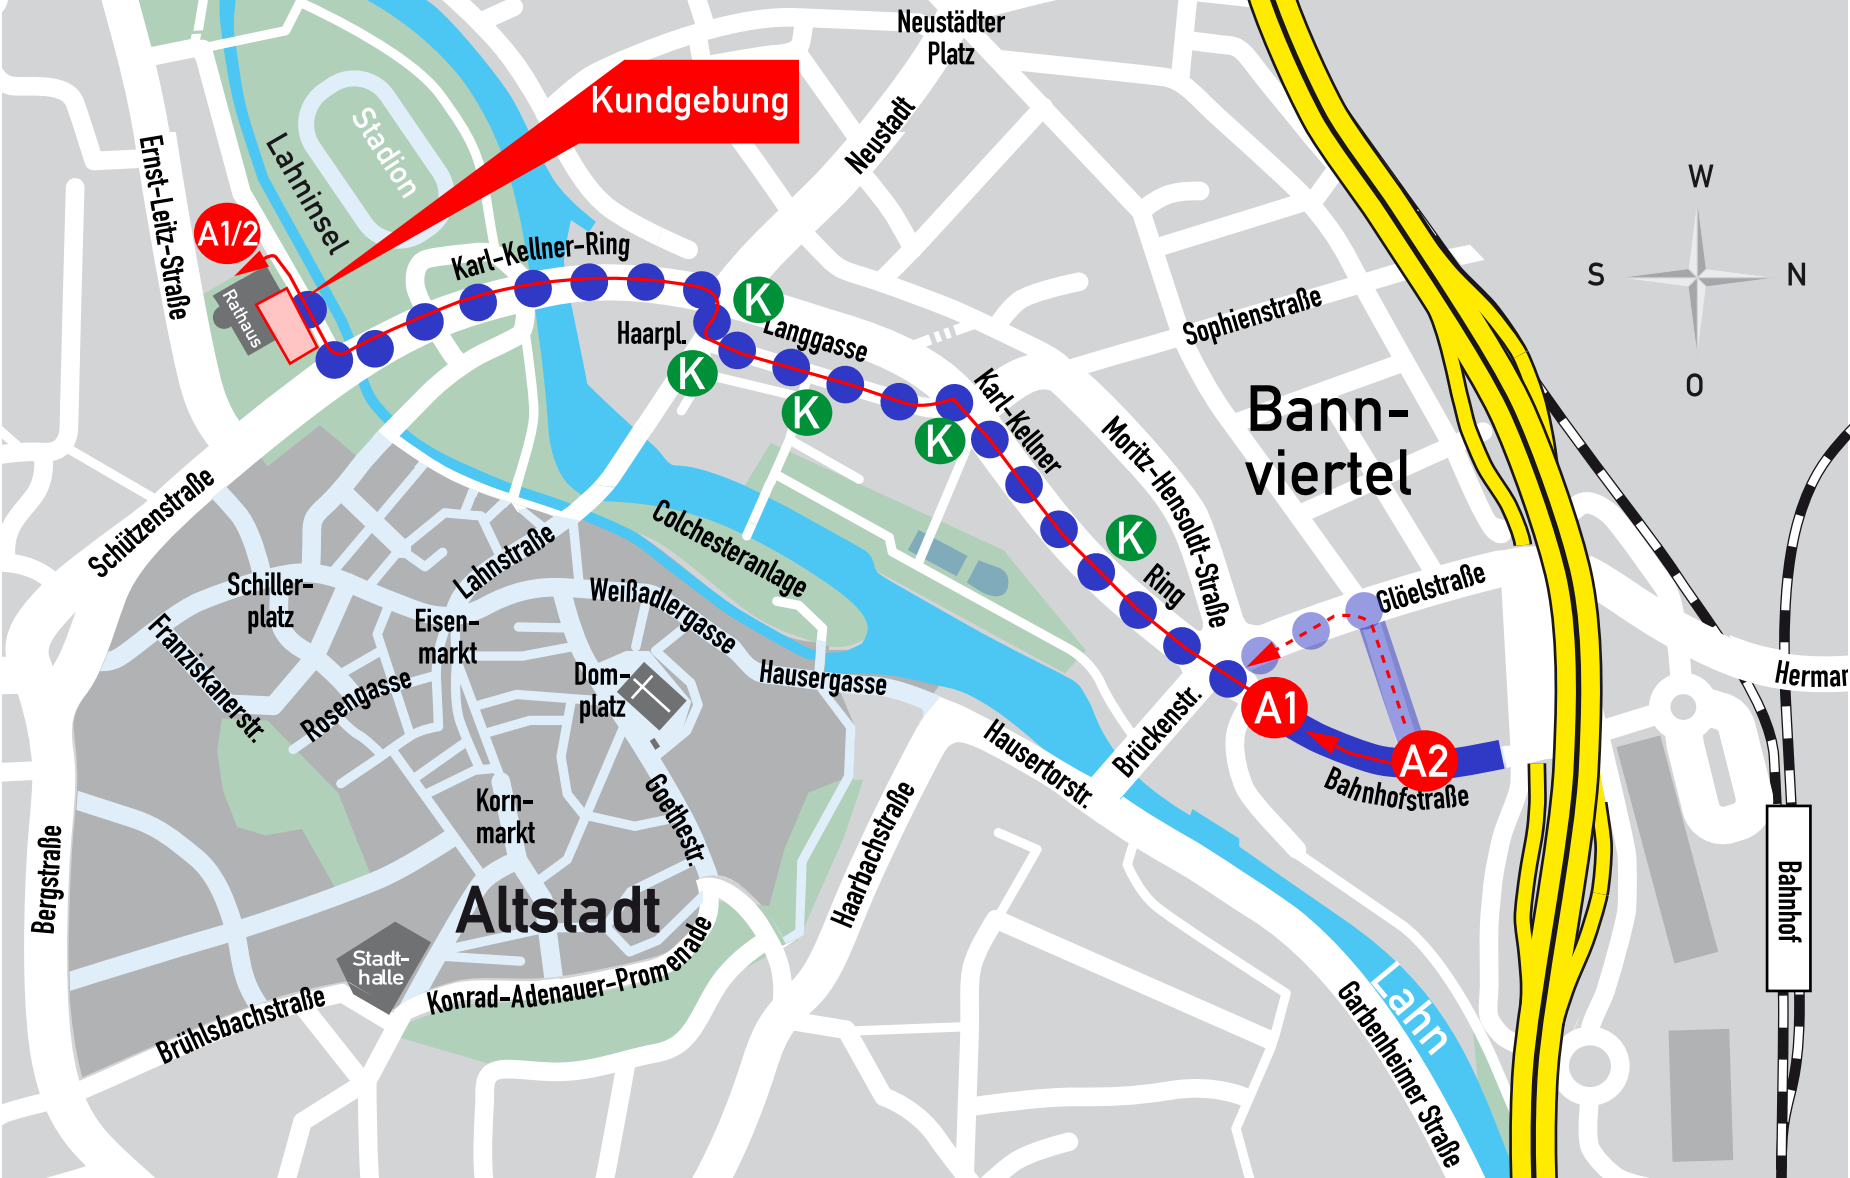 Neustädter
Platz
Kundgebung
Stadion
Neustadt
Ernst-Leitz-Straße
Lahninsel
W
S
N
O
A1/2
Karl-Kellner-Ring
Rathaus
K
Haarpl.
Langgasse
Sophienstraße
K
K
K
Karl-Kellner
Ring
K
Moritz-Hensoldt-Straße
Bann-
viertel
Schützenstraße
Lahnstraße
Colchesteranlage
Schiller-
platz
Weißadlergasse
Eisen-
markt
Glöelstraße
Franziskanerstr.
Rosengasse
Dom-
platz
Hausergasse
Herman
A1
A2
Bahnhofstraße
Brückenstr.
Hausertorstr.
Korn-
markt
Goethestr.
Bergstraße
Haarbachstraße
Bahnhof
Altstadt
Stadt-
halle
Konrad-Adenauer-Promenade
Brühlsbachstraße
Lahn
Garbenheimer Straße